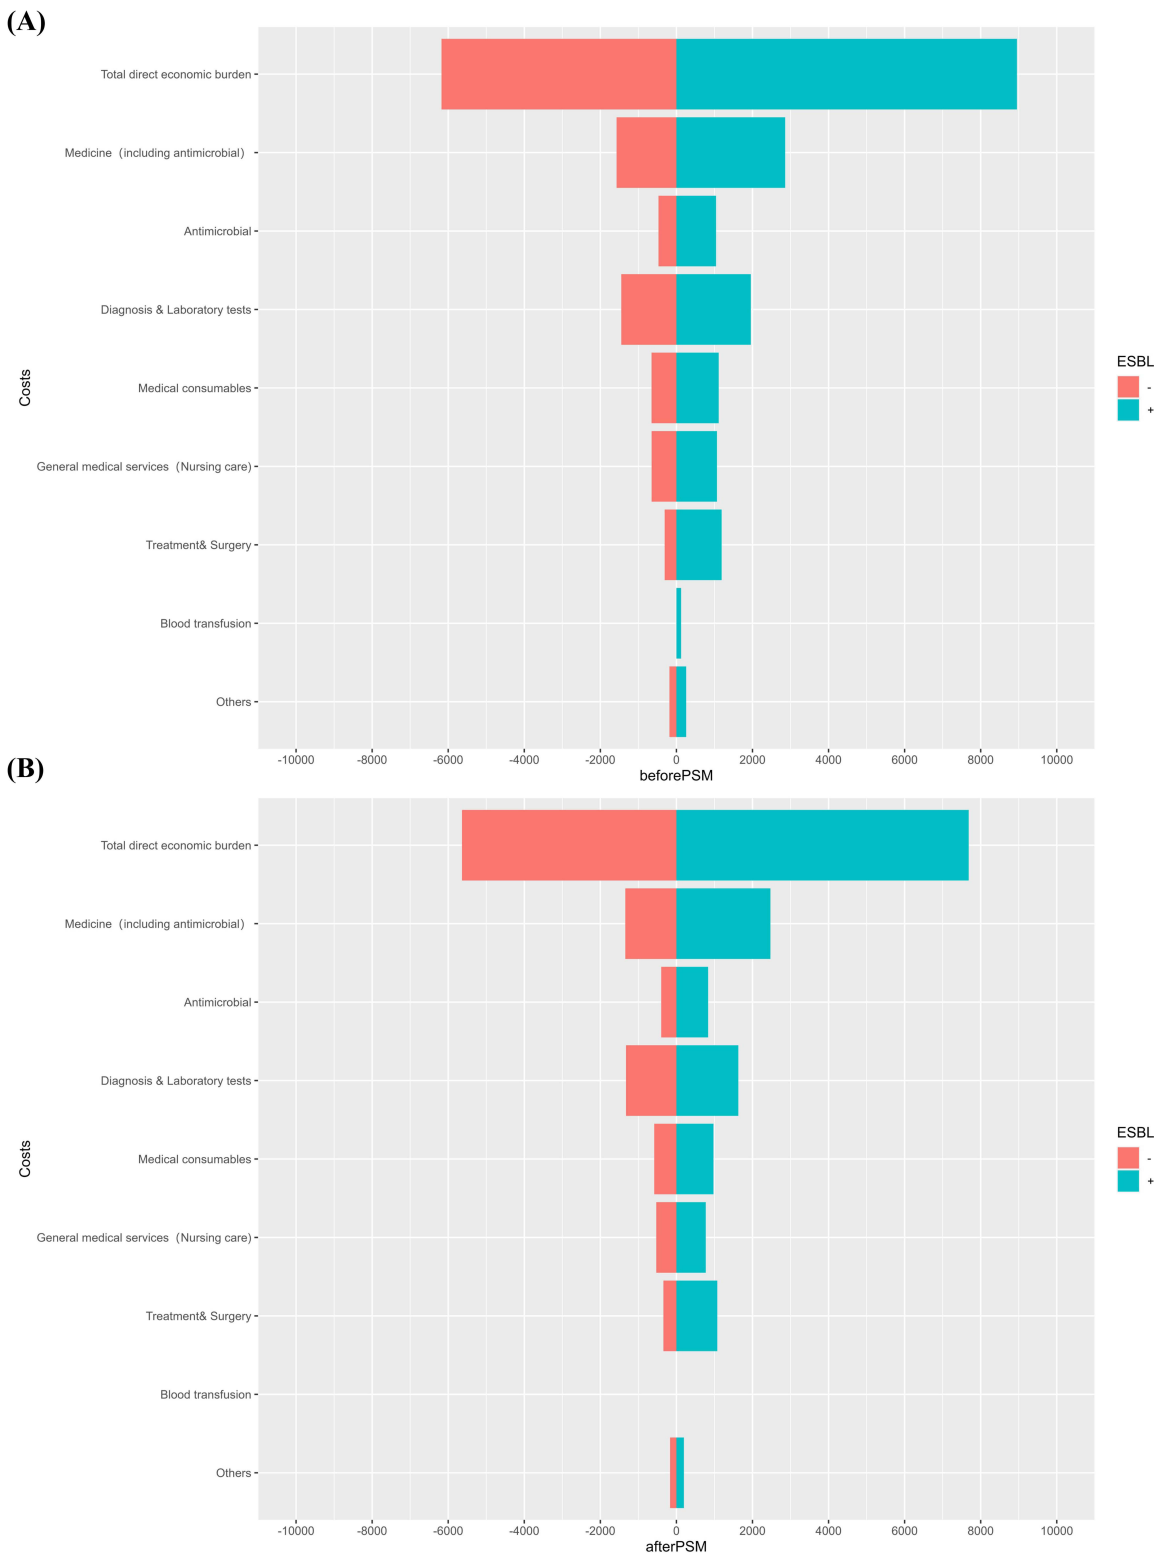 (A)
Total direct economic burden
Medicine（including antimicrobial）
Antimicrobial
Diagnosis & Laboratory tests
Medical consumables
General medical services（Nursing care)
Treatment& Surgery
Blood transfusion
Others
Costs
-10000 -8000 -6000 -4000 -2000 0 2000 4000 6000 8000 10000
beforePSM
ESBL
-
+
(B)
Total direct economic burden
Medicine（including antimicrobial）
Antimicrobial
Diagnosis & Laboratory tests
Medical consumables
General medical services（Nursing care)
Treatment& Surgery
Blood transfusion
Others
Costs
-10000 -8000 -6000 -4000 -2000 0 2000 4000 6000 8000 10000
afterPSM
ESBL
-
+